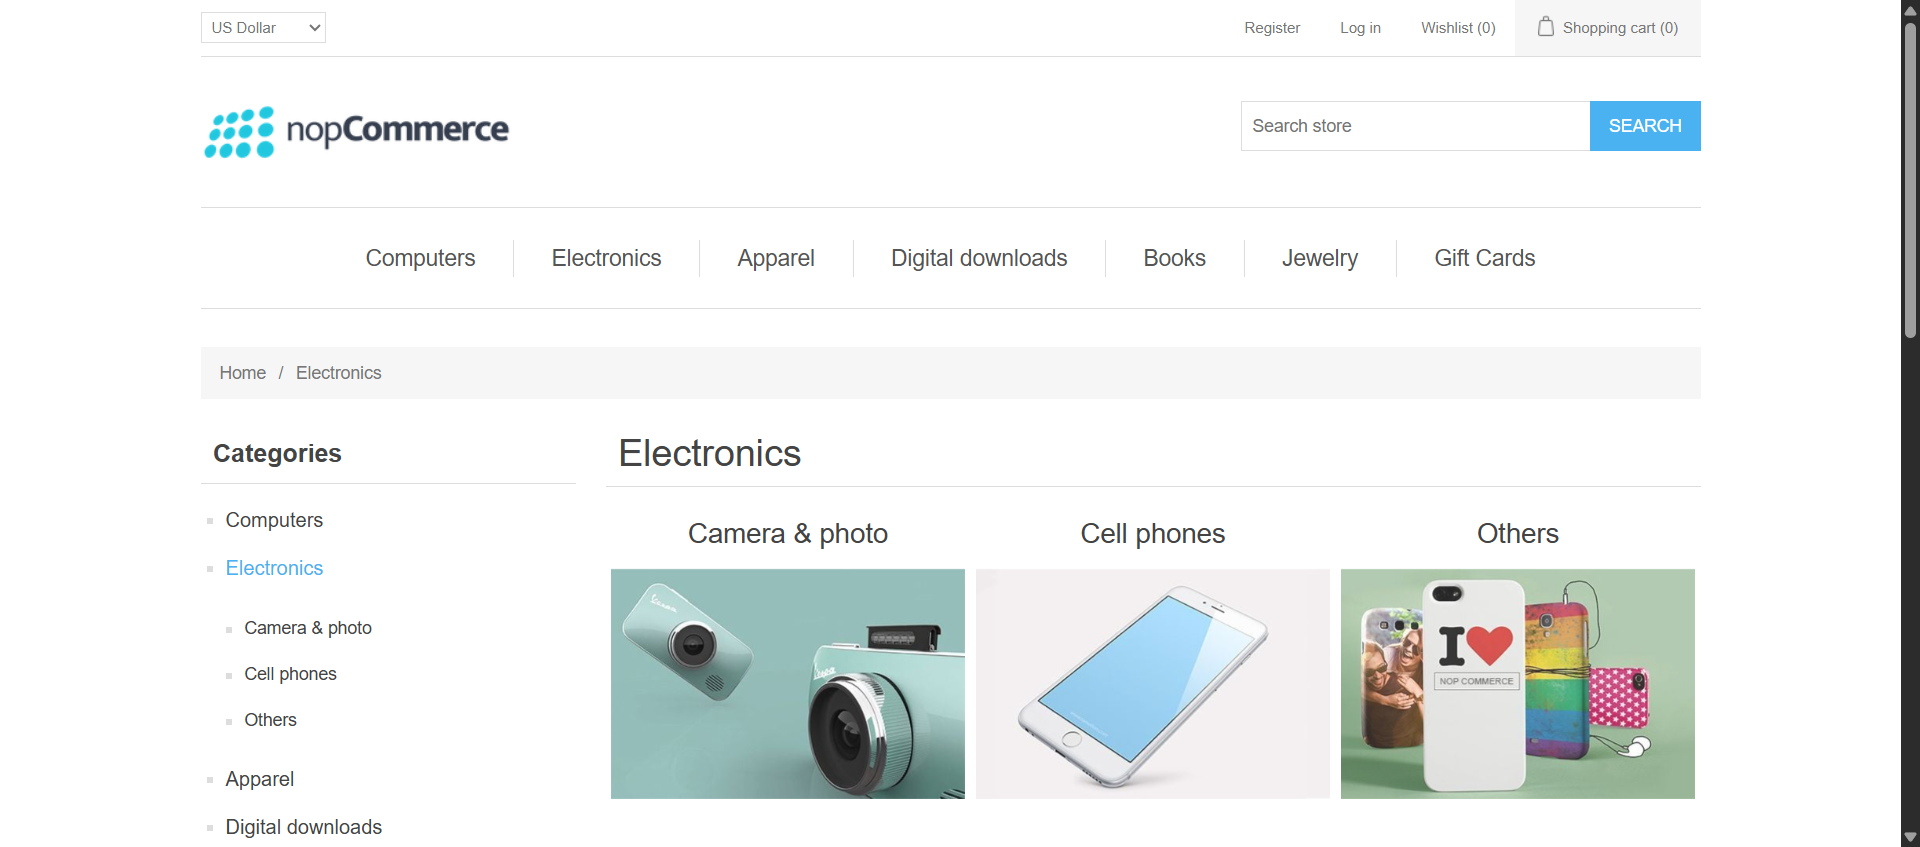 US Dollar
Register
Log in
Wishlist (0)
Shopping cart (0)
nopCommerce
Search store
SEARCH
Computers
Electronics
Apparel
Digital downloads
Books
Jewelry
Gift Cards
Home / Electronics
Categories
Computers
Electronics
Camera & photo
Cell phones
Others
Apparel
Digital downloads
Electronics
Camera & photo
Cell phones
Others
Vespa
Vespa
I
NOP COMMERCE